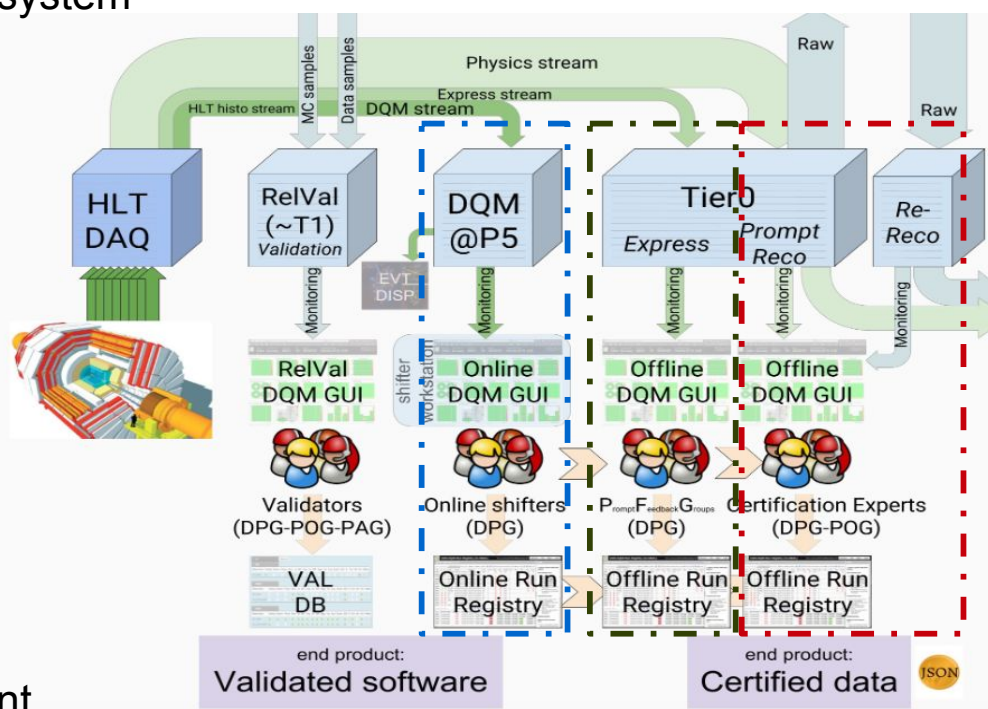 system
MC samples
Data samples
Raw
Physics stream
Express stream
HLT histo stream
DQM stream
Raw
HLT
DAQ
RelVal
(~T1)
Validation
DQM
@P5
Tier0
Express
Prompt
Reco
Re-
Reco
EVT
DISP
Monitoring
Monitoring
Monitoring
Monitoring
Monitoring
shifter
workstation
RelVal
DQM GUI
Online
DQM GUI
Offline
DQM GUI
Offline
DQM GUI
Validators
(DPG-POG-PAG)
Online shifters
(DPG)
PromptFeedbackGroups
(DPG)
Certification Experts
(DPG-POG)
VAL
DB
Online Run
Registry
Offline Run
Registry
Offline Run
Registry
end product:
Validated software
end product:
Certified data
JSON
nt